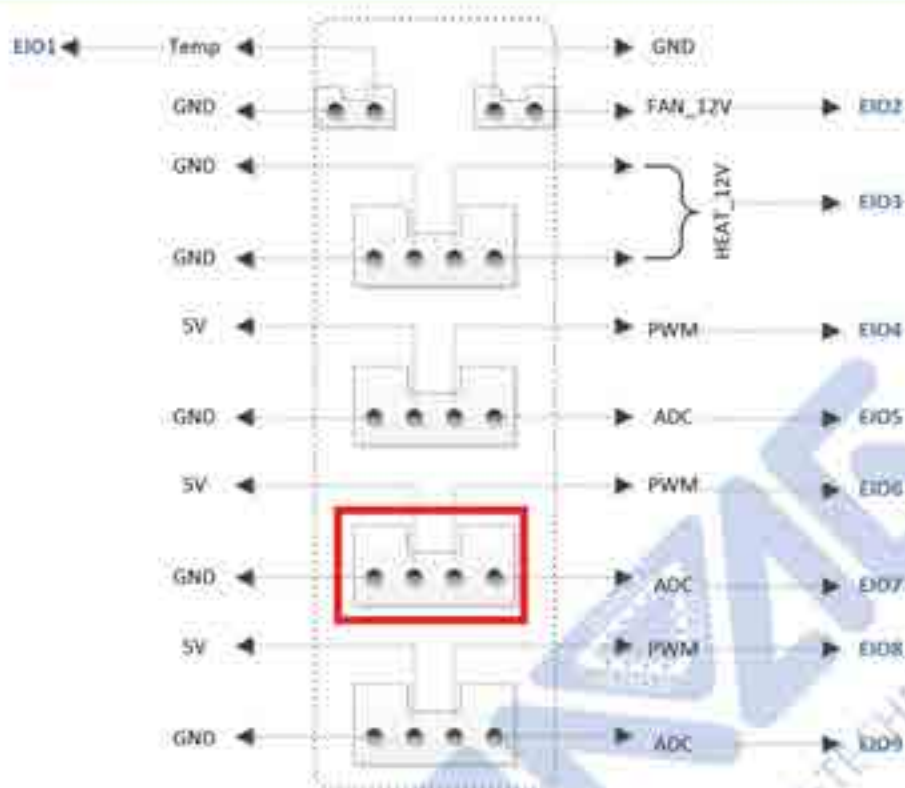 EIO1 Temp GND
GND FAN_12V EIO2
GND
HEAT_12V EIO3
GND
5V PWM EIO4
GND ADC EIO5
5V PWM EIO6
GND ADC EIO7
5V PWM EIO8
GND ADC EIO9